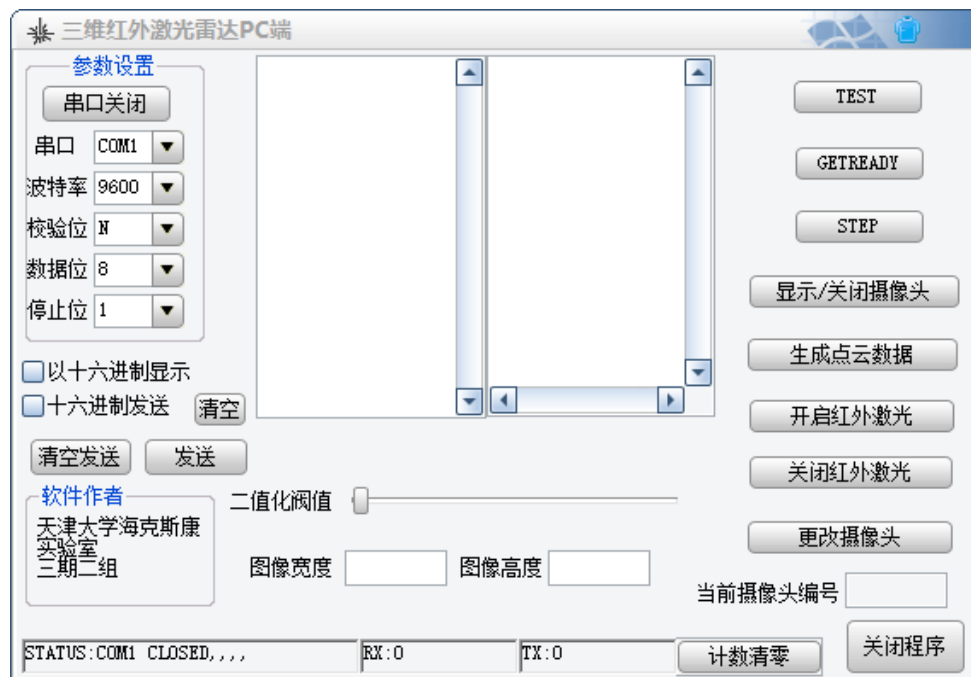 三维红外激光雷达PC端
参数设置
串口关闭
串口 COM1
波特率 9600
校验位 N
数据位 8
停止位 1
以十六进制显示
十六进制发送 清空
清空发送 发送
软件作者
天津大学海克斯康
实验室
三期二组
二值化阀值
图像宽度 图像高度
TEST
GETREADY
STEP
显示/关闭摄像头
生成点云数据
开启红外激光
关闭红外激光
更改摄像头
当前摄像头编号
STATUS:COM1 CLOSED,,,, RX:0 TX:0 计数清零 关闭程序